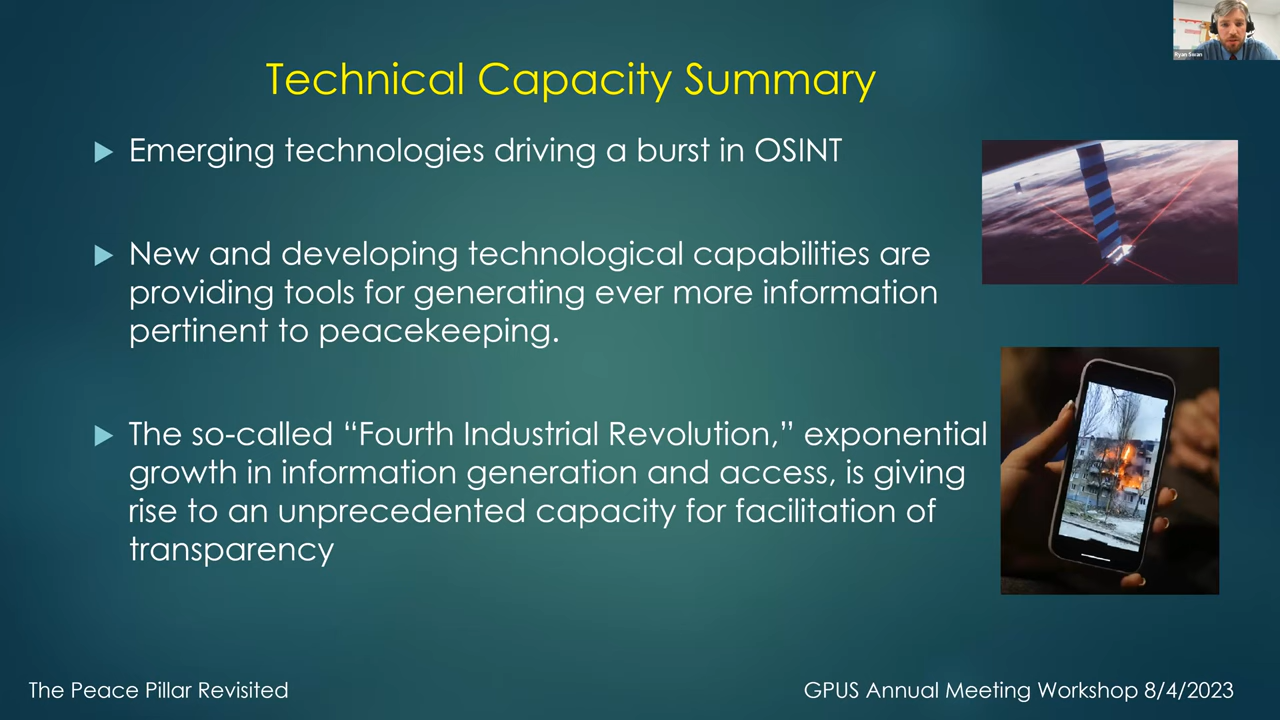 Ryan Swan
Technical Capacity Summary
Emerging technologies driving a burst in OSINT
New and developing technological capabilities are
providing tools for generating ever more information
pertinent to peacekeeping.
The so-called “Fourth Industrial Revolution,” exponential
growth in information generation and access, is giving
rise to an unprecedented capacity for facilitation of
transparency
The Peace Pillar Revisited
GPUS Annual Meeting Workshop 8/4/2023